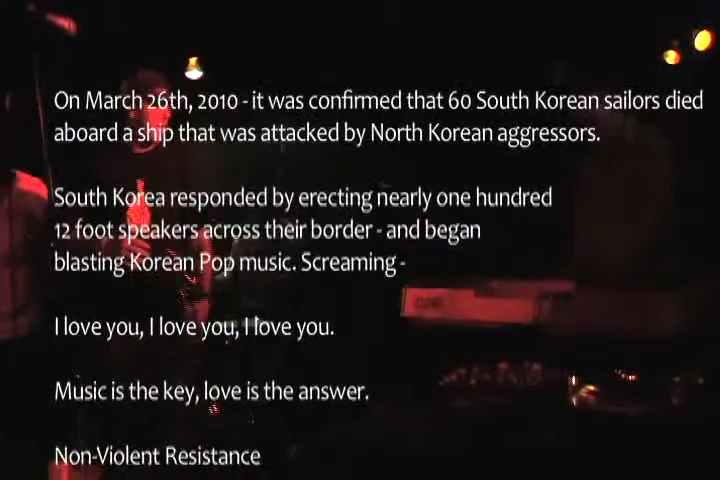 On March 26th, 2010 - it was confirmed that 60 South Korean sailors died
aboard a ship that was attacked by North Korean aggressors.
South Korea responded by erecting nearly one hundred
12 foot speakers across their border - and began
blasting Korean Pop music. Screaming -
I love you, I love you, I love you.
Music is the key, love is the answer.
Non-Violent Resistance